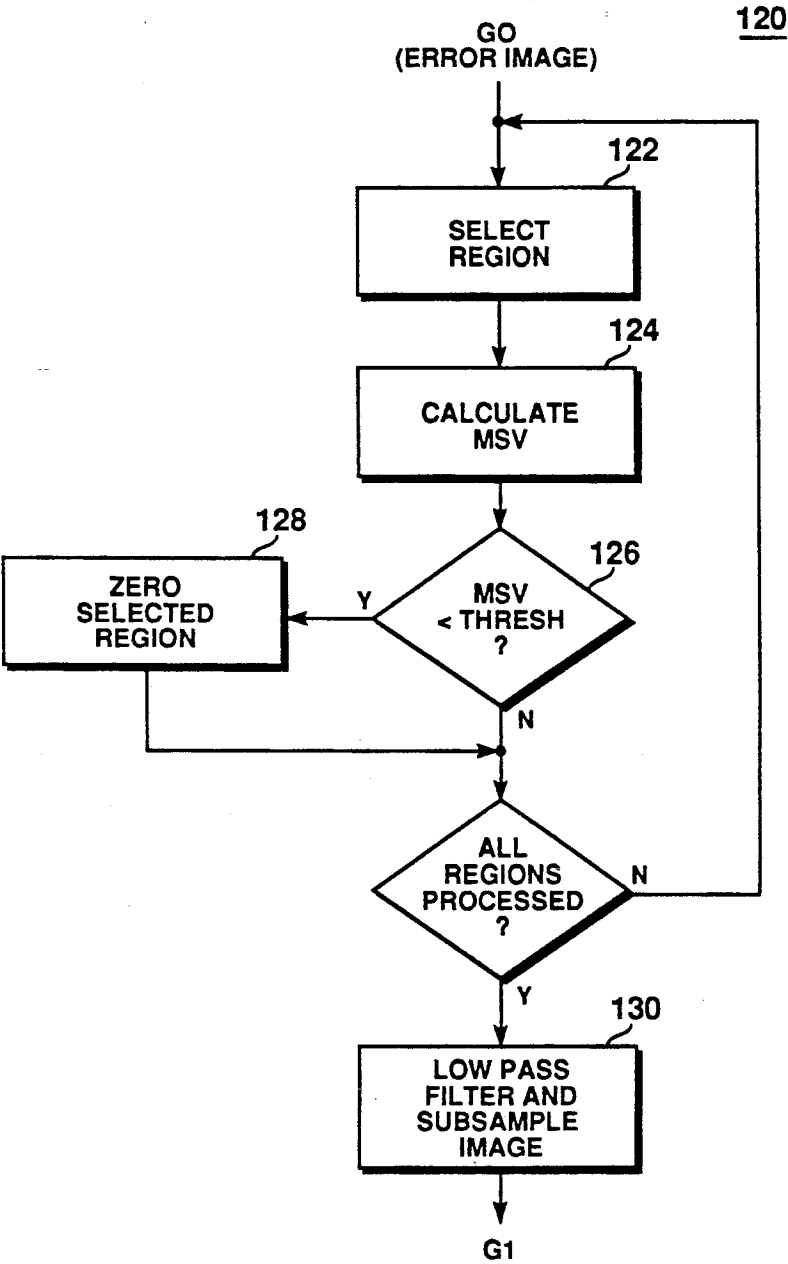 120
GO
(ERROR IMAGE)
122
SELECT
REGION
124
CALCULATE
MSV
128
ZERO
SELECTED
REGION
Y
126
MSV
< THRESH
?
N
ALL
REGIONS
PROCESSED
?
N
Y
130
LOW PASS
FILTER AND
SUBSAMPLE
IMAGE
G1